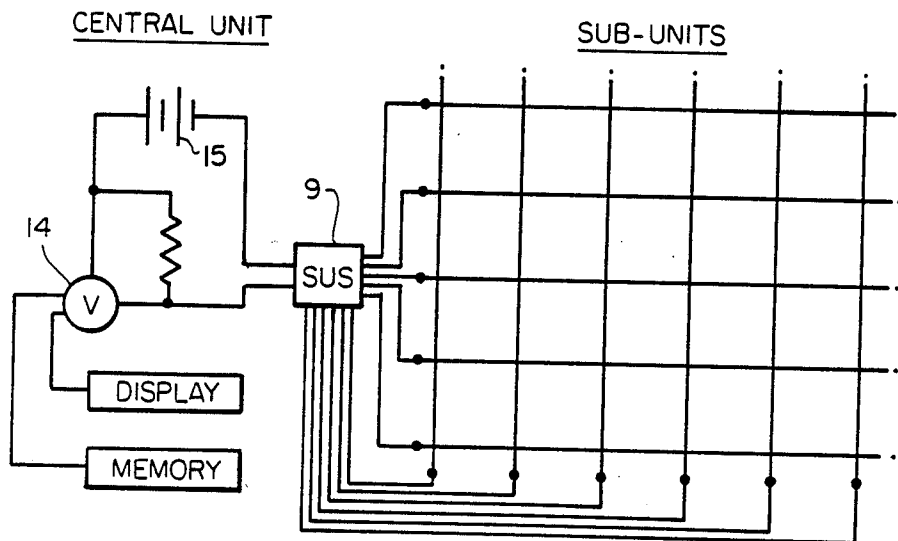 CENTRAL UNIT
SUB-UNITS
15
9
14
SUS
V
DISPLAY
MEMORY